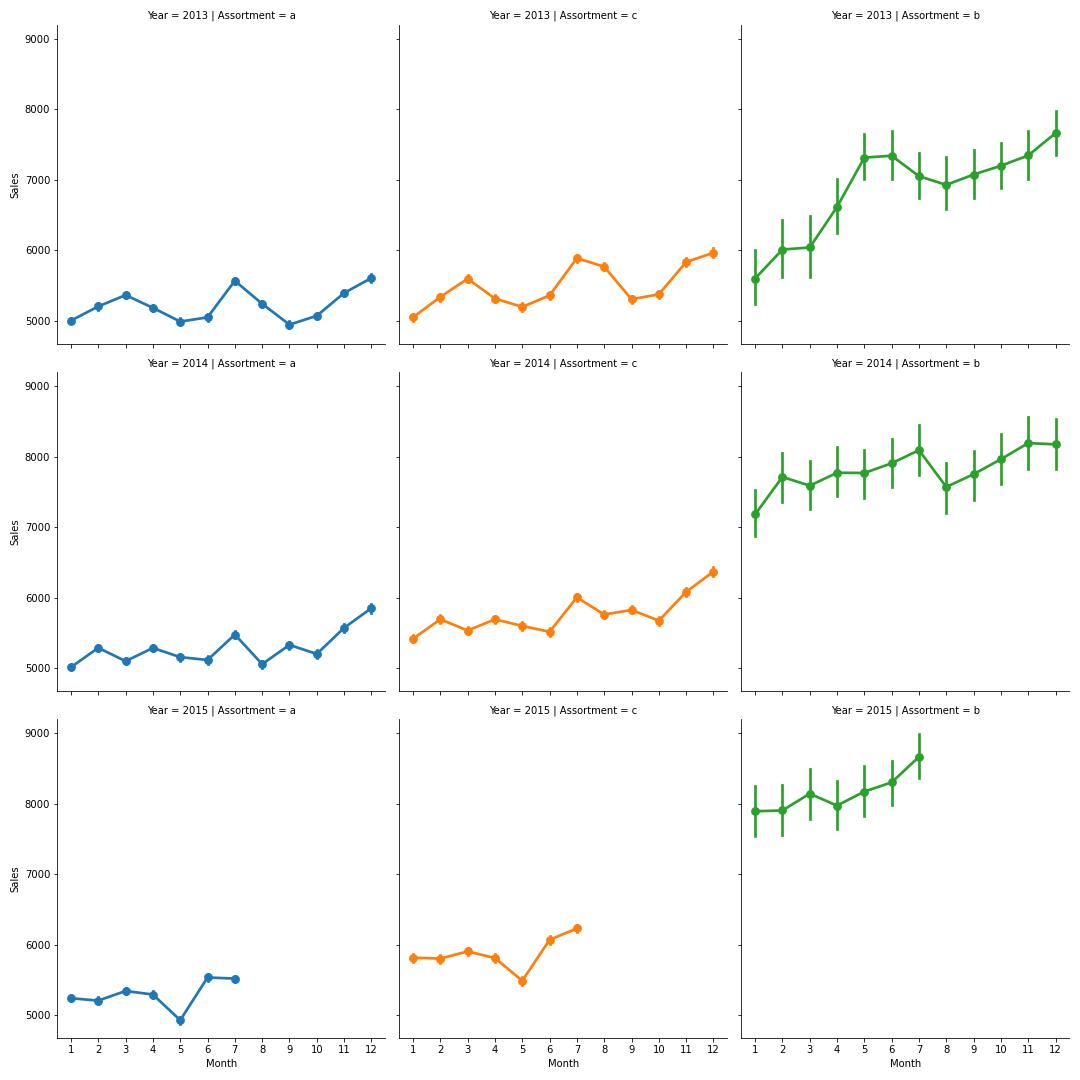 Year = 2013 | Assortment = a
Year = 2013 | Assortment = c
Year = 2013 | Assortment = b
9000
8000
7000
6000
5000
Sales
Year = 2014 | Assortment = a
Year = 2014 | Assortment = c
Year = 2014 | Assortment = b
9000
8000
7000
6000
5000
Sales
Year = 2015 | Assortment = a
Year = 2015 | Assortment = c
Year = 2015 | Assortment = b
9000
8000
7000
6000
5000
Sales
1 2 3 4 5 6 7 8 9 10 11 12
Month
1 2 3 4 5 6 7 8 9 10 11 12
Month
1 2 3 4 5 6 7 8 9 10 11 12
Month